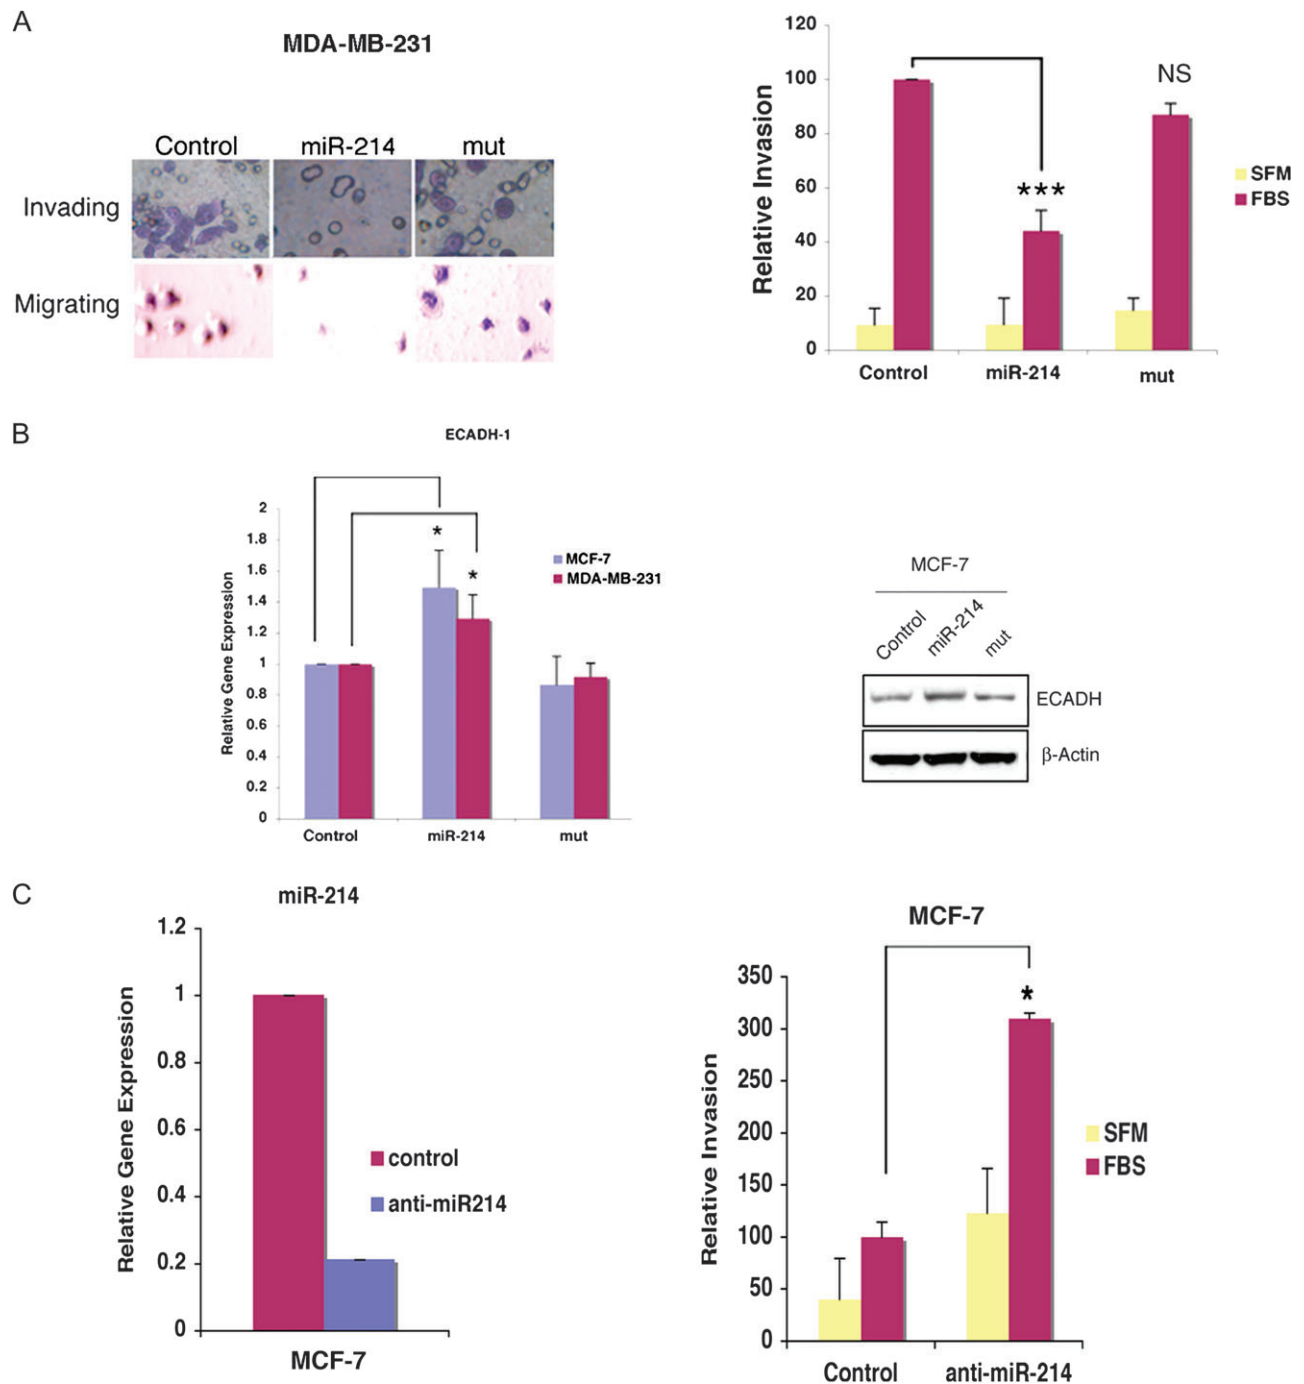 A
MDA-MB-231
Control miR-214 mut
Invading
Migrating
Relative Invasion
120
100
80
60
40
20
0
***
NS
SFM
FBS
Control miR-214 mut
B
ECADH-1
Relative Gene Expression
2
1.8
1.6
1.4
1.2
1
0.8
0.6
0.4
0.2
0
*
*
MCF-7
MDA-MB-231
Control miR-214 mut
MCF-7
Control miR-214 mut
ECADH
β-Actin
C
miR-214
Relative Gene Expression
1.2
1
0.8
0.6
0.4
0.2
0
control
anti-miR214
MCF-7
MCF-7
Relative Invasion
350
300
250
200
150
100
50
0
*
SFM
FBS
Control anti-miR-214